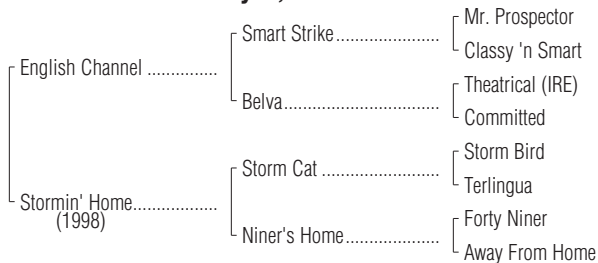 Mr. Prospector
Smart Strike.......................
Classy 'n Smart
English Channel ...............
Theatrical (IRE)
Belva..................................
Committed
Storm Bird
Storm Cat ..........................
Terlingua
Stormin' Home..................
(1998)
Forty Niner
Niner's Home.....................
Away From Home